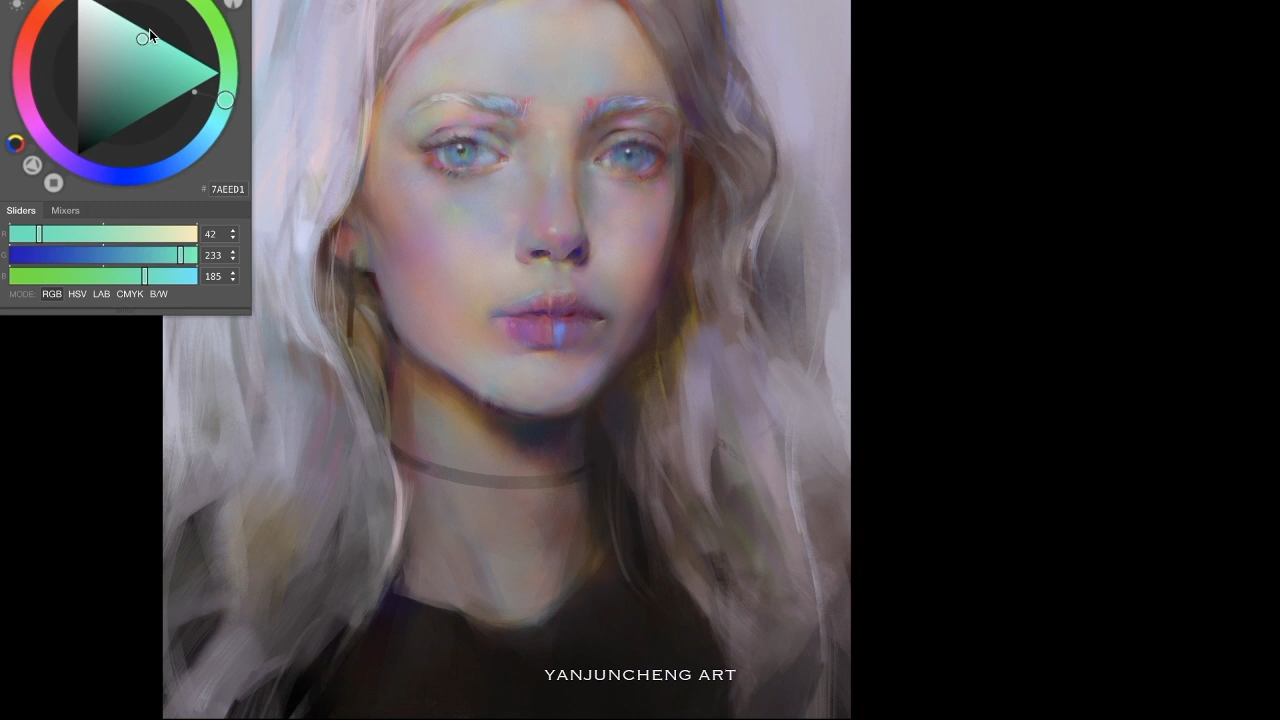 # 7AEED1
Sliders Mixers
R 42
G 233
B 185
MODE: RGB HSV LAB CMYK B/W
YANJUNCHENG ART